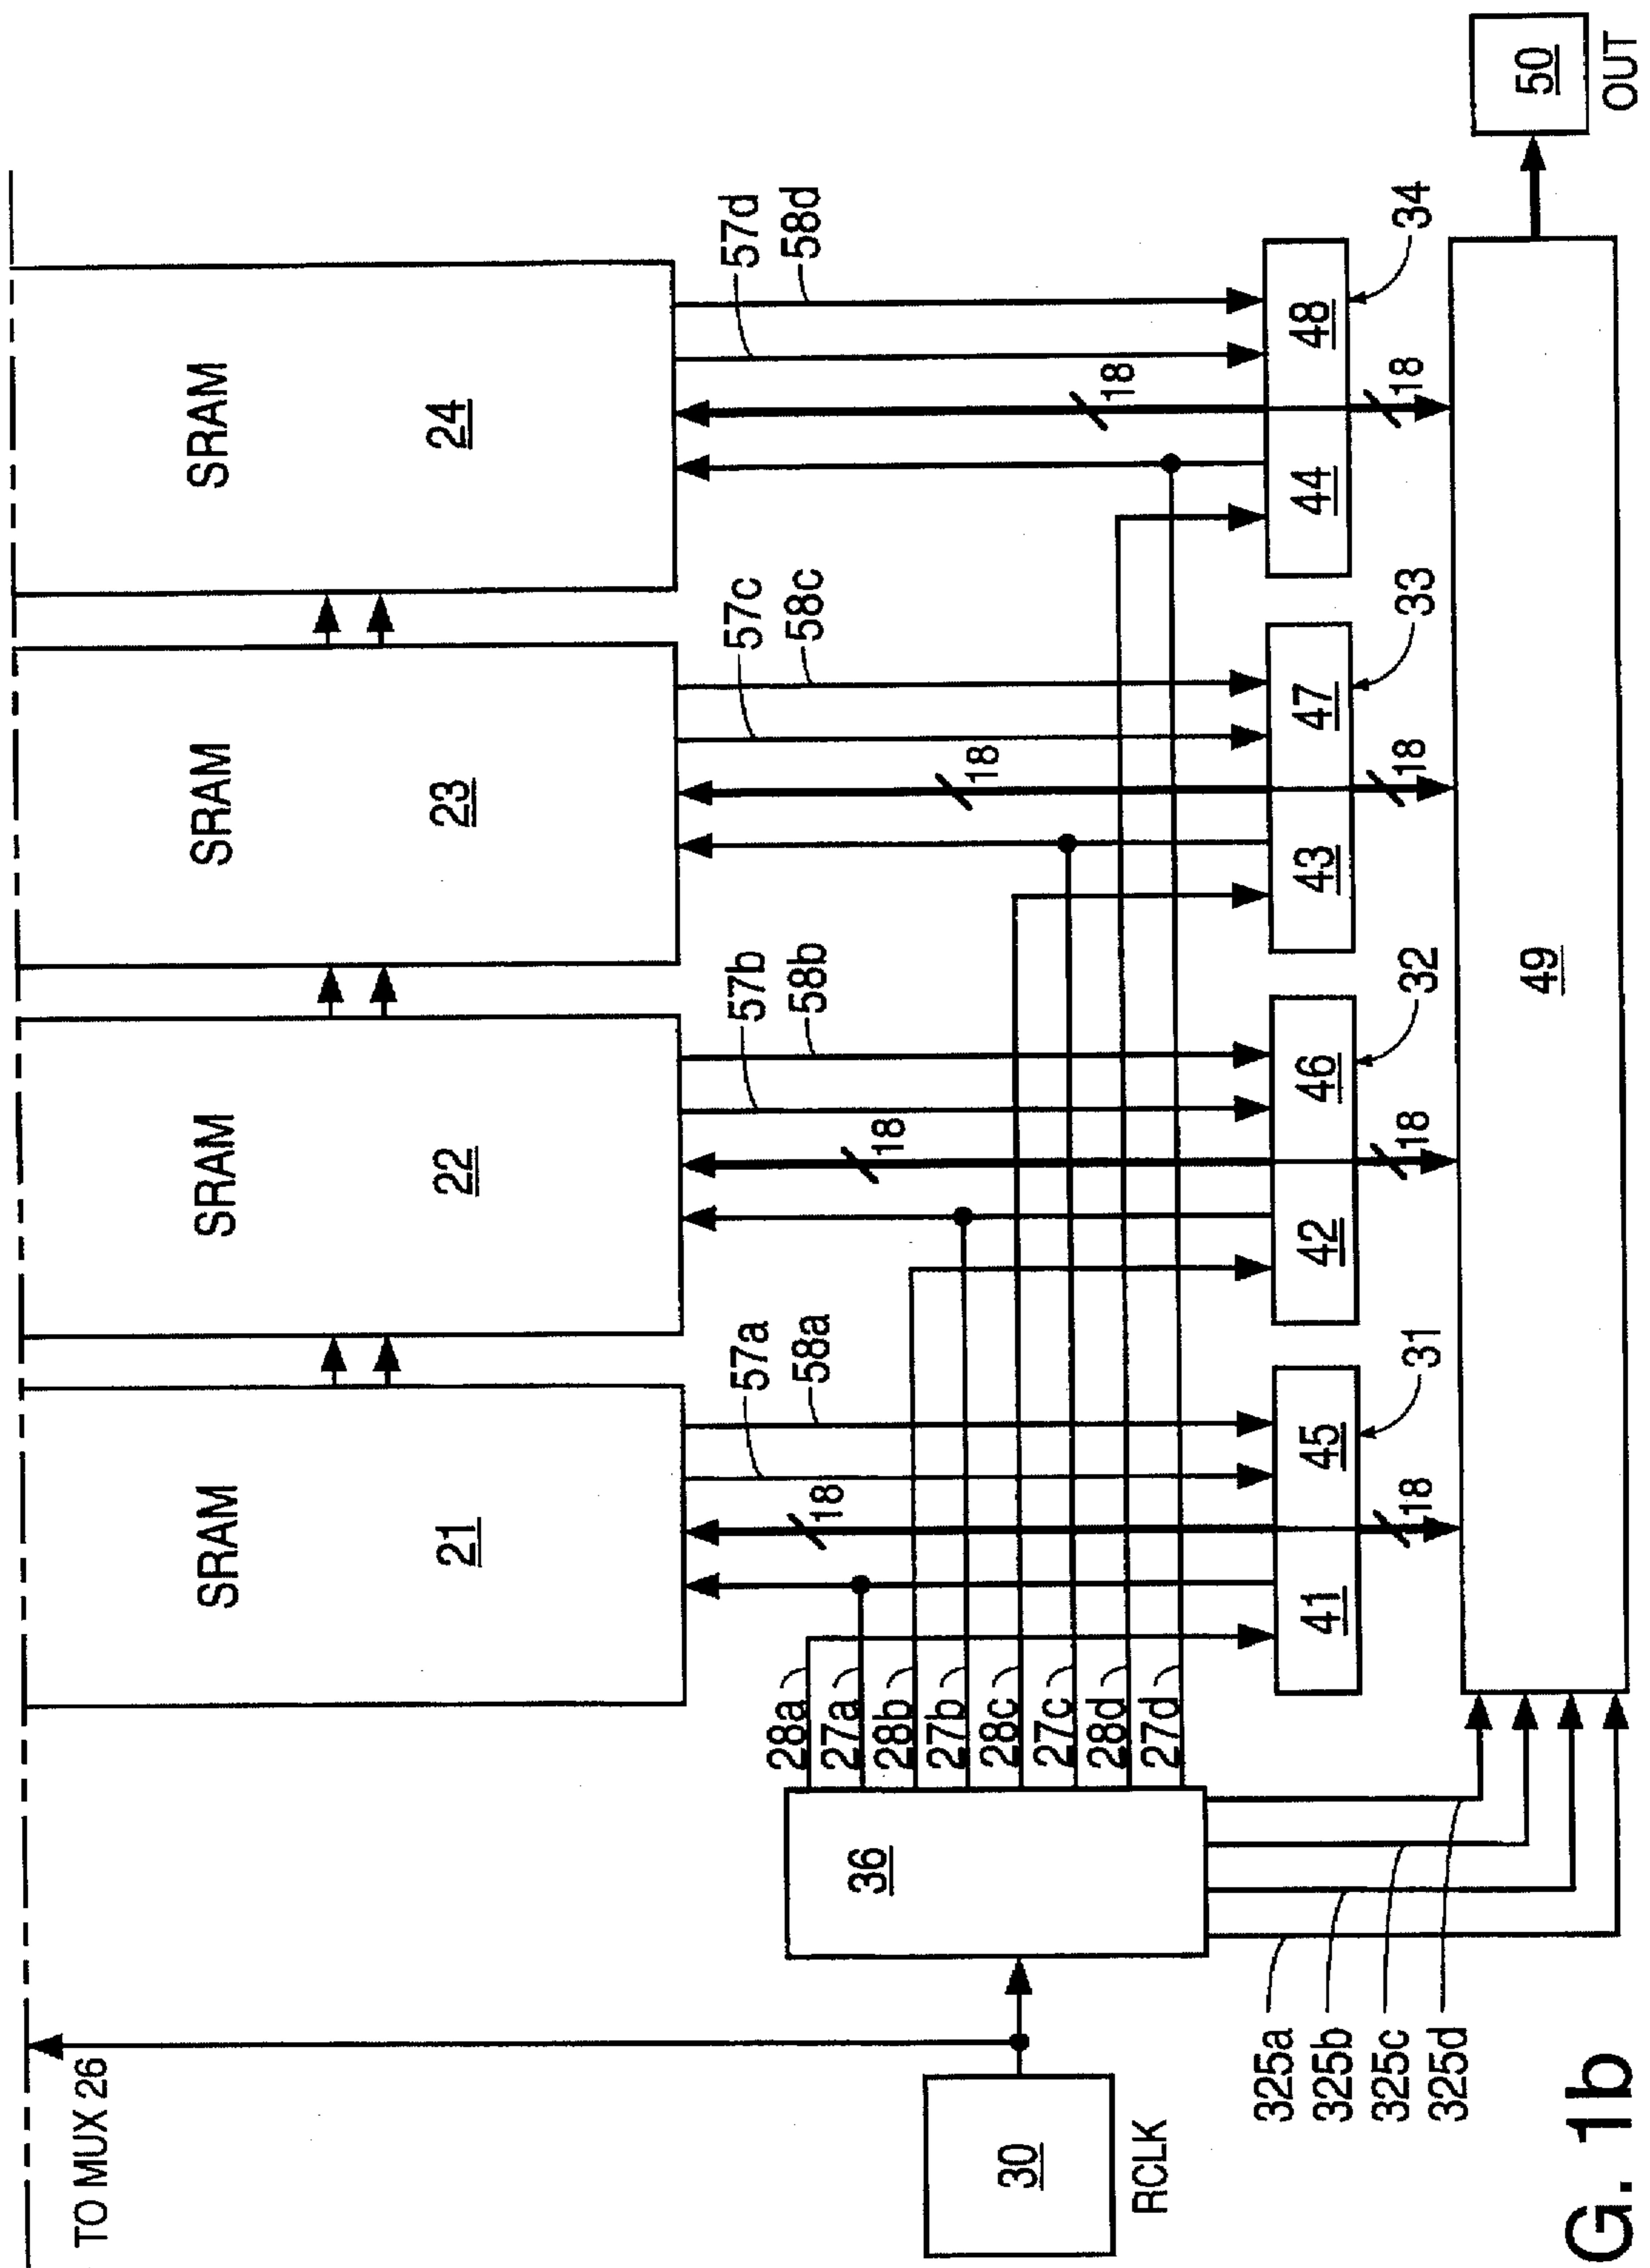 TO MUX 26
SRAM
21
SRAM
22
SRAM
23
SRAM
24
57a
58a
57b
58b
57c
58c
57d
58d
18
18
18
18
28a
27a
28b
27b
28c
27c
28d
27d
36
30
RCLK
41
45
31
42
46
32
43
47
33
44
48
34
18
18
18
18
49
50
OUT
325a
325b
325c
325d
G. 1b